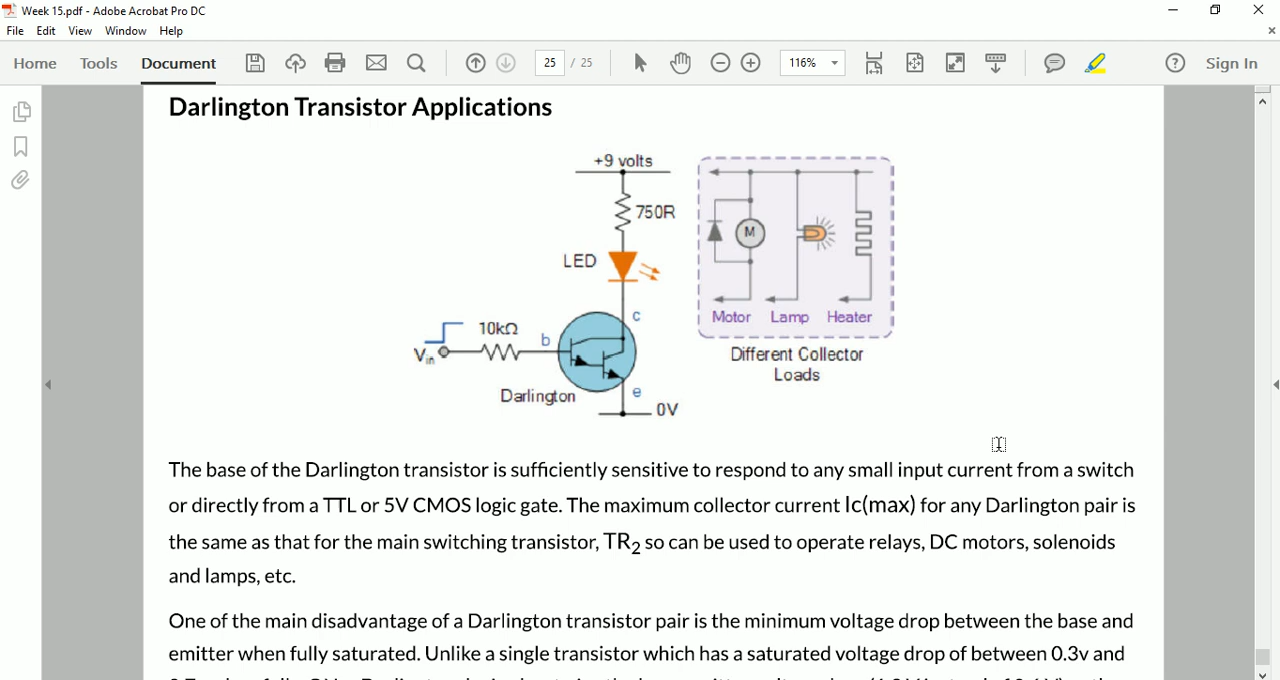 Week 15.pdf - Adobe Acrobat Pro DC
File Edit View Window Help
Home Tools Document 25 / 25 116% Sign In
Darlington Transistor Applications
+9 volts
750R
LED
M
c
10kΩ
b
Motor Lamp Heater
Vin
Different Collector
Loads
Darlington
e
0V
The base of the Darlington transistor is sufficiently sensitive to respond to any small input current from a switch
or directly from a TTL or 5V CMOS logic gate. The maximum collector current Ic(max) for any Darlington pair is
the same as that for the main switching transistor, TR2 so can be used to operate relays, DC motors, solenoids
and lamps, etc.
One of the main disadvantage of a Darlington transistor pair is the minimum voltage drop between the base and
emitter when fully saturated. Unlike a single transistor which has a saturated voltage drop of between 0.3v and